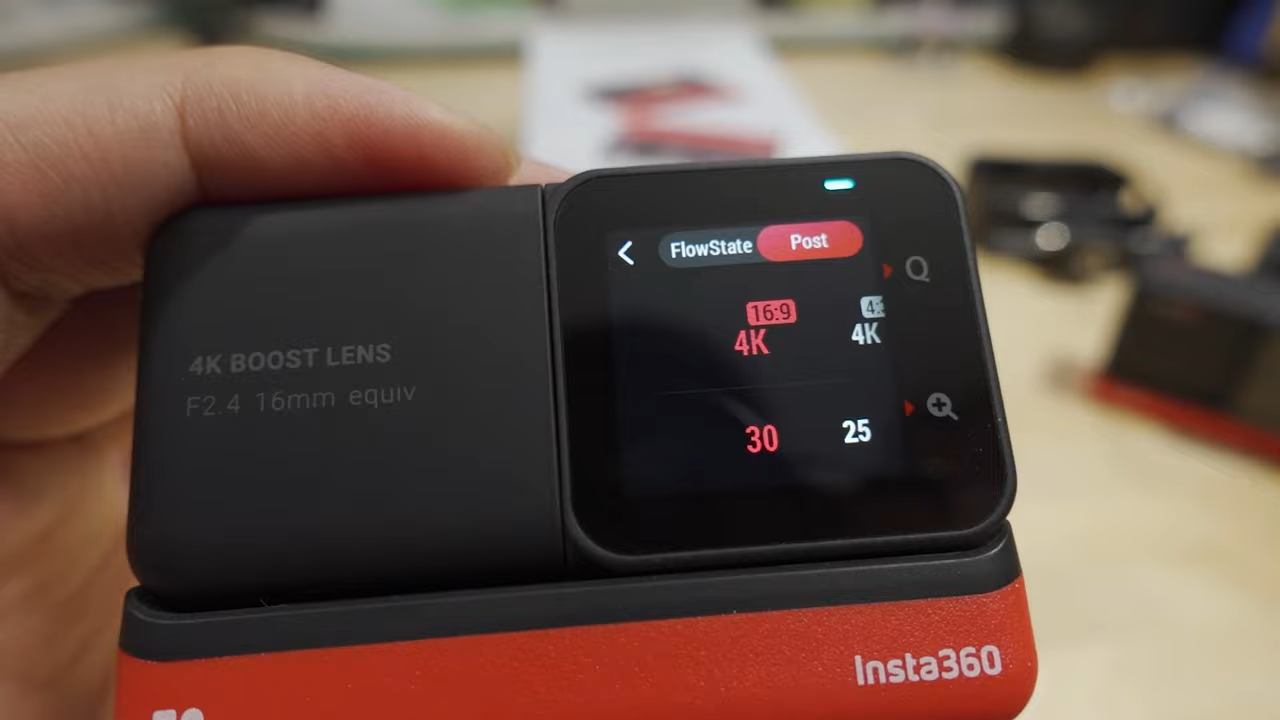 FlowState Post
16:9
4K 4K
30 25
Q
4K BOOST LENS
F2.4 16mm equiv
Insta360